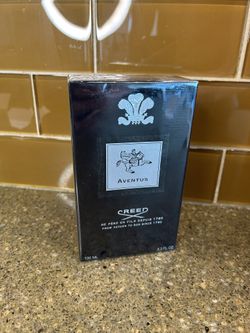 AVENTUS
CREED
DE PÈRE EN FILS DEPUIS 1760
FROM FATHER TO SON SINCE 1760
100 ML
3.3 FL OZ